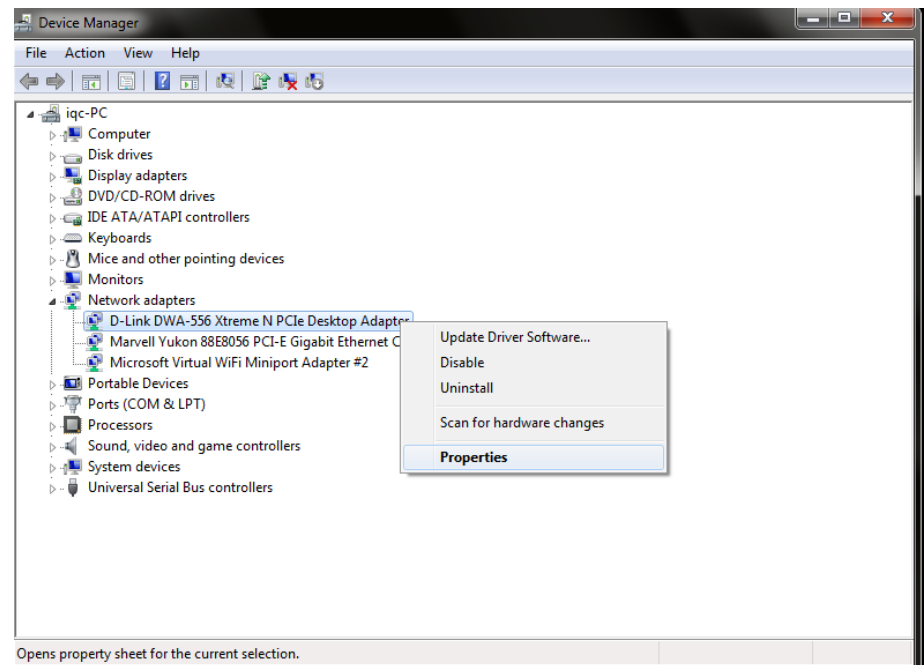 Device Manager
File Action View Help
iqc-PC
Computer
Disk drives
Display adapters
DVD/CD-ROM drives
IDE ATA/ATAPI controllers
Keyboards
Mice and other pointing devices
Monitors
Network adapters
D-Link DWA-556 Xtreme N PCIe Desktop Adapter
Marvell Yukon 88E8056 PCI-E Gigabit Ethernet C
Microsoft Virtual WiFi Miniport Adapter #2
Portable Devices
Ports (COM & LPT)
Processors
Sound, video and game controllers
System devices
Universal Serial Bus controllers
Update Driver Software...
Disable
Uninstall
Scan for hardware changes
Properties
Opens property sheet for the current selection.